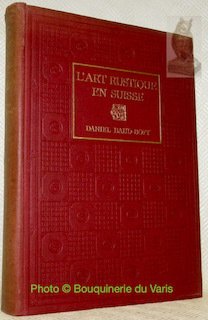 L'ART RUSTIQUE
EN SUISSE
DANIEL BAUD-BOVY
Photo © Bouquinerie du Varis